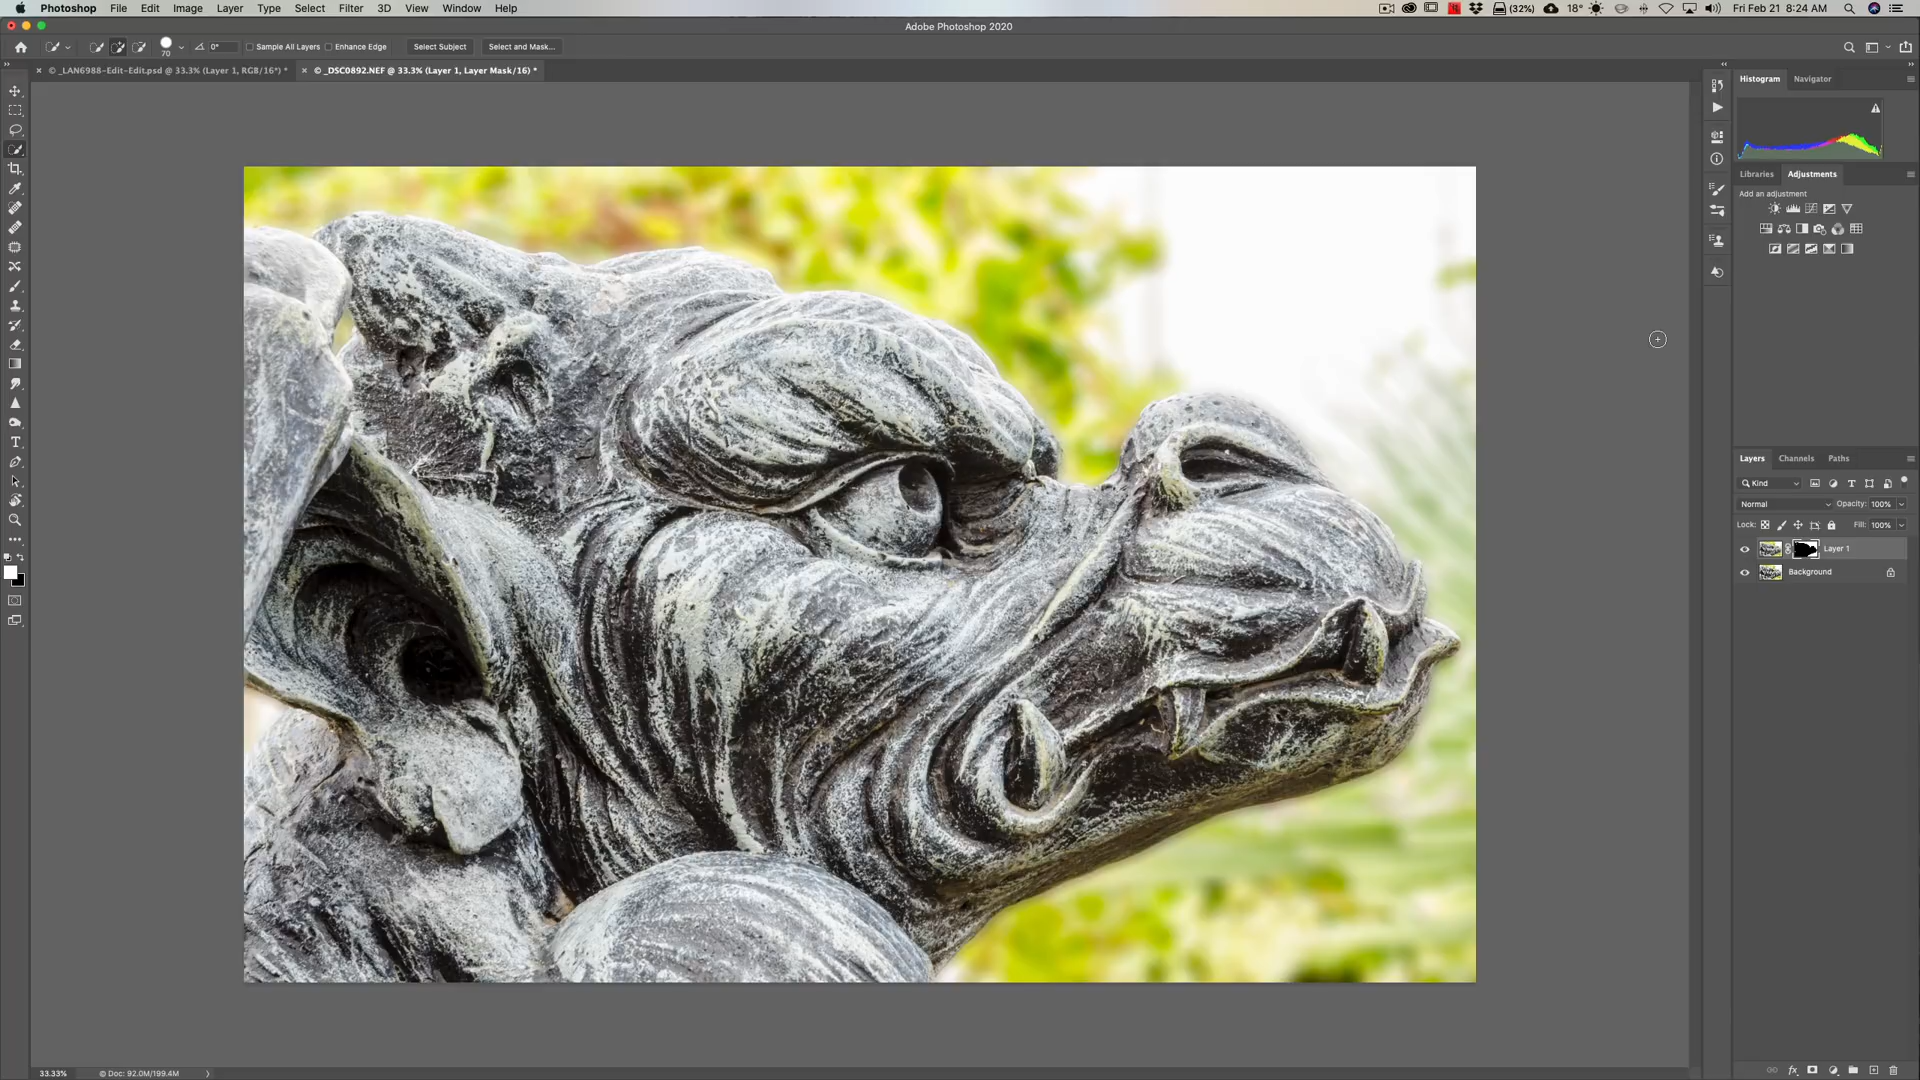 Photoshop File Edit Image Layer Type Select Filter 3D View Window Help (32%) 18° Fri Feb 21 8:24 AM
Adobe Photoshop 2020
70 0° Sample All Layers Enhance Edge Select Subject Select and Mask...
× © _LAN6988-Edit-Edit.psd @ 33.3% (Layer 1, RGB/16*) * × © _DSC0892.NEF @ 33.3% (Layer 1, Layer Mask/16) *
Histogram Navigator
Libraries Adjustments
Add an adjustment
Layers Channels Paths
Kind
Normal Opacity: 100%
Lock: Fill: 100%
Layer 1
Background
33.33% © Doc: 92.0M/199.4M